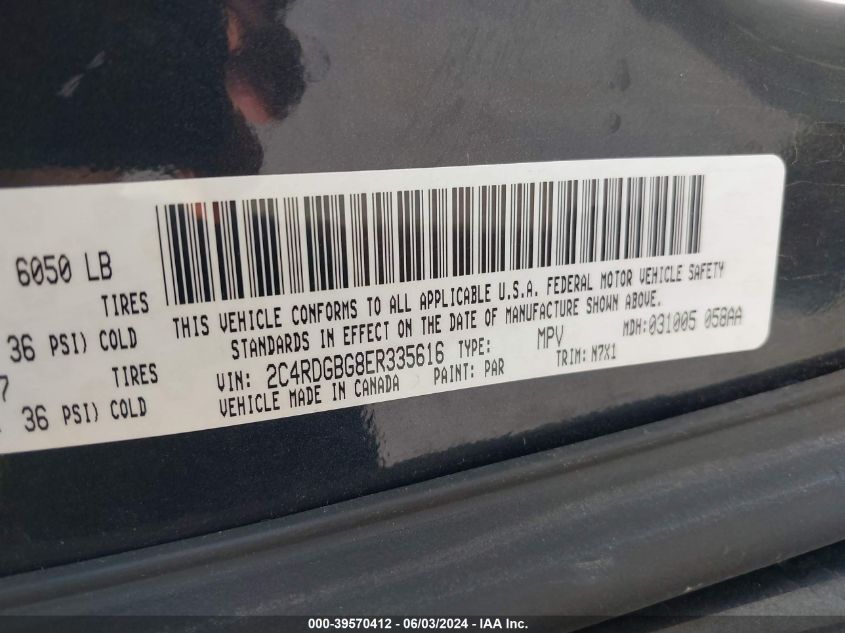 6050 LB
TIRES
36 PSI) COLD
7 TIRES
36 PSI) COLD
THIS VEHICLE CONFORMS TO ALL APPLICABLE U.S.A. FEDERAL MOTOR VEHICLE SAFETY
STANDARDS IN EFFECT ON THE DATE OF MANUFACTURE SHOWN ABOVE.
VIN: 2C4RDGBG8ER335616 TYPE: MPV MDH:031005 058AA
VEHICLE MADE IN CANADA PAINT: PAR TRIM: N7X1
000-39570412 - 06/03/2024 - IAA Inc.